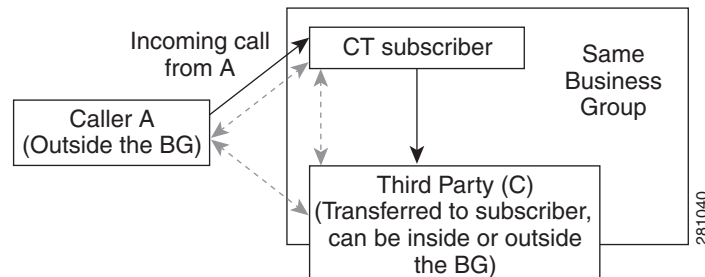 Incoming call
from A
CT subscriber
Same
Business
Group
Caller A
(Outside the BG)
Third Party (C)
(Transferred to subscriber,
can be inside or outside
the BG)
281040